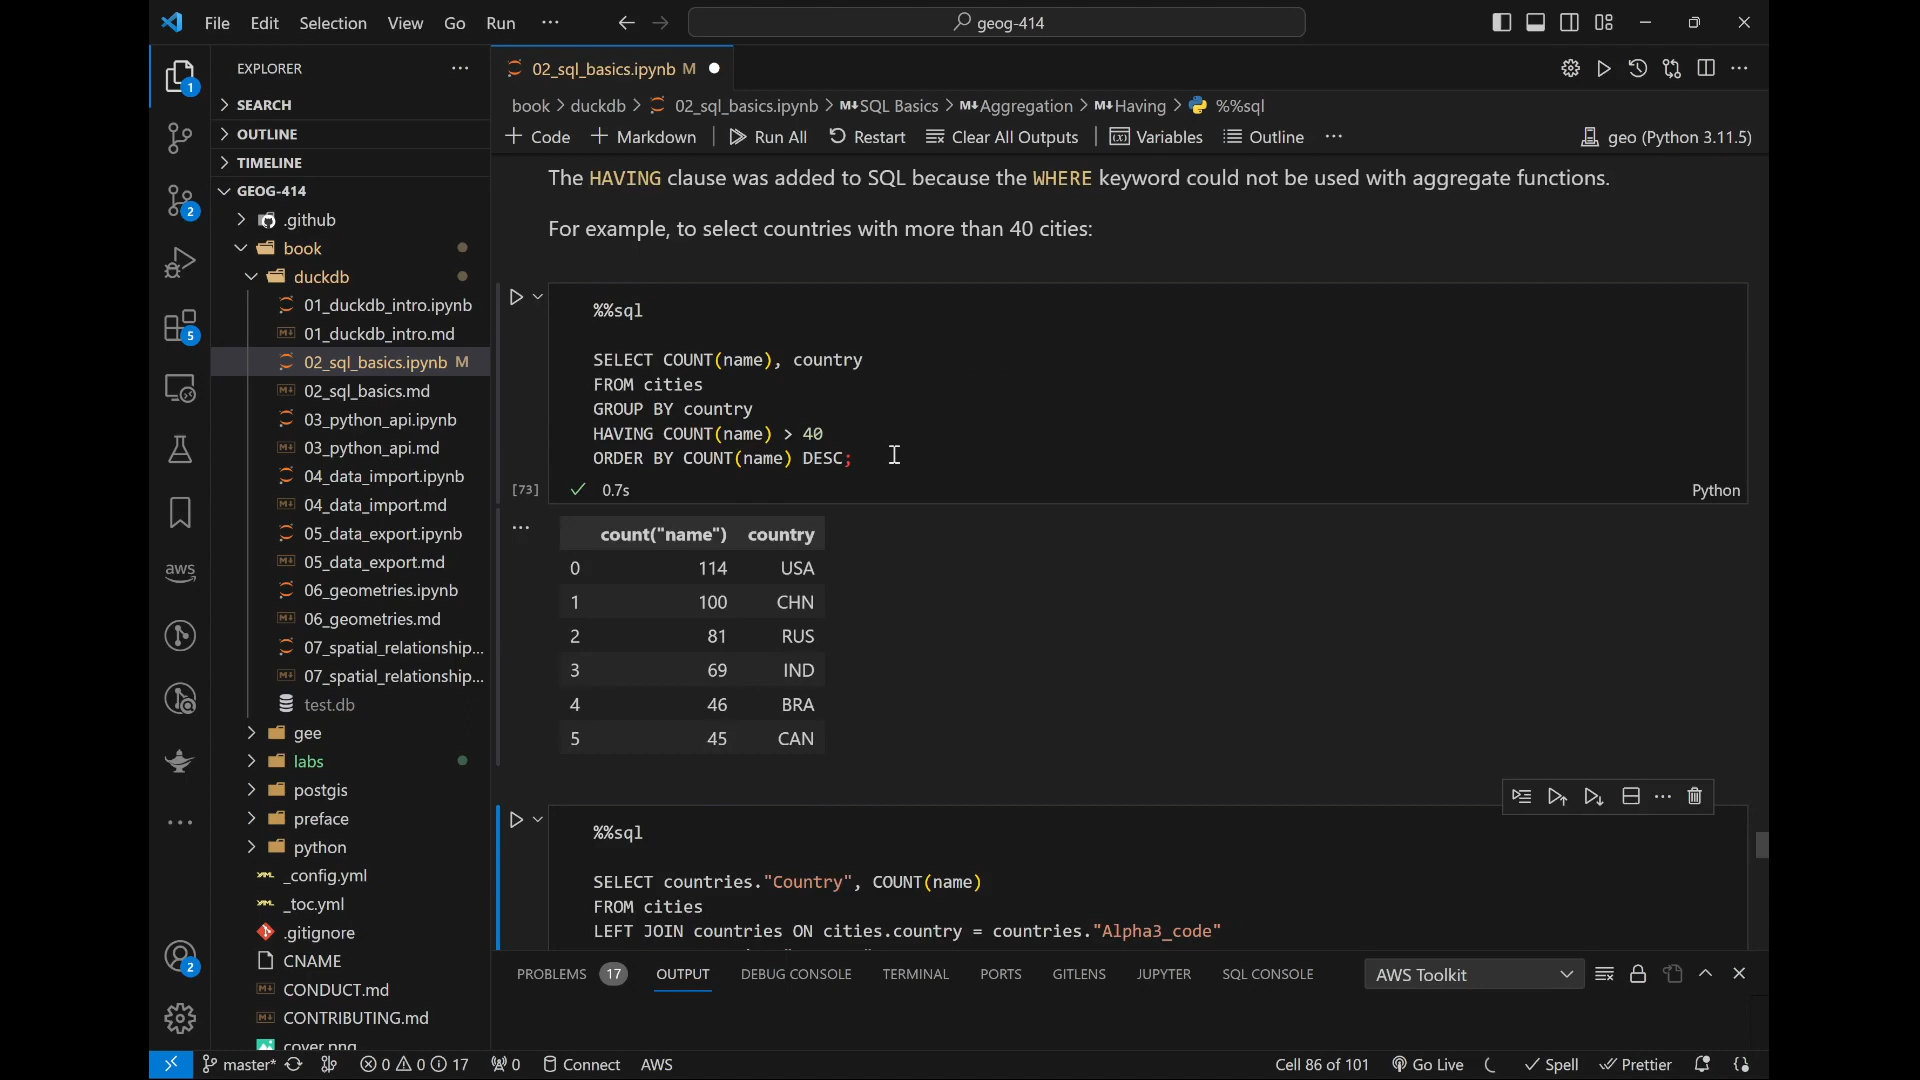 File Edit Selection View Go Run
geog-414
EXPLORER
SEARCH
OUTLINE
TIMELINE
GEOG-414
.github
book
duckdb
01_duckdb_intro.ipynb
01_duckdb_intro.md
02_sql_basics.ipynb M
02_sql_basics.md
03_python_api.ipynb
03_python_api.md
04_data_import.ipynb
04_data_import.md
05_data_export.ipynb
05_data_export.md
06_geometries.ipynb
06_geometries.md
07_spatial_relationship...
07_spatial_relationship...
test.db
gee
labs
postgis
preface
python
_config.yml
_toc.yml
.gitignore
CNAME
CONDUCT.md
CONTRIBUTING.md
cover.png
1
2
5
aws
2
02_sql_basics.ipynb M
book > duckdb > 02_sql_basics.ipynb > M↓SQL Basics > M↓Aggregation > M↓Having > %%sql
+ Code + Markdown Run All Restart Clear All Outputs Variables Outline ... geo (Python 3.11.5)
The HAVING clause was added to SQL because the WHERE keyword could not be used with aggregate functions.
For example, to select countries with more than 40 cities:
%%sql
SELECT COUNT(name), country
FROM cities
GROUP BY country
HAVING COUNT(name) > 40
ORDER BY COUNT(name) DESC;
[73] 0.7s Python
count("name") country
0 114 USA
1 100 CHN
2 81 RUS
3 69 IND
4 46 BRA
5 45 CAN
%%sql
SELECT countries."Country", COUNT(name)
FROM cities
LEFT JOIN countries ON cities.country = countries."Alpha3_code"
PROBLEMS 17 OUTPUT DEBUG CONSOLE TERMINAL PORTS GITLENS JUPYTER SQL CONSOLE AWS Toolkit
master* 0 0 17 0 Connect AWS Cell 86 of 101 Go Live Spell Prettier